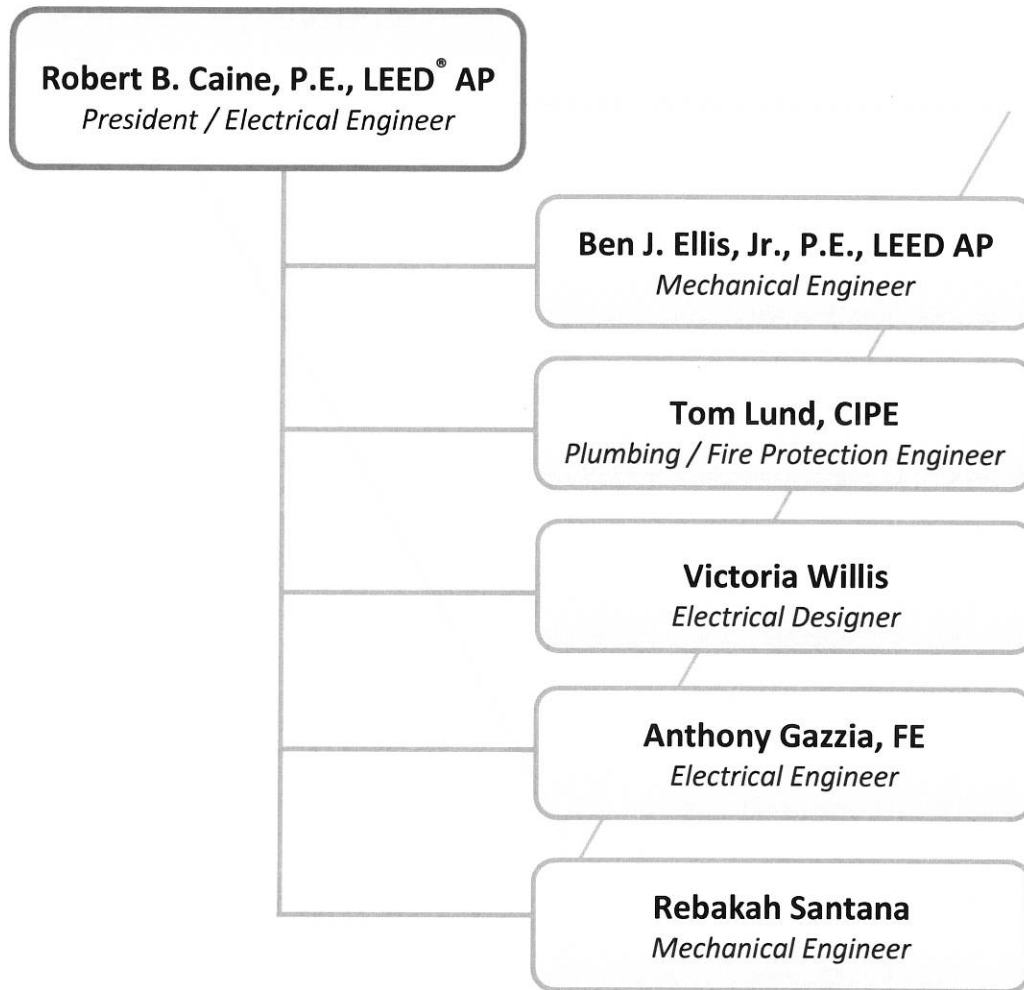 Robert B. Caine, P.E., LEED® AP
President / Electrical Engineer
Ben J. Ellis, Jr., P.E., LEED AP
Mechanical Engineer
Tom Lund, CIPE
Plumbing / Fire Protection Engineer
Victoria Willis
Electrical Designer
Anthony Gazzia, FE
Electrical Engineer
Rebakah Santana
Mechanical Engineer